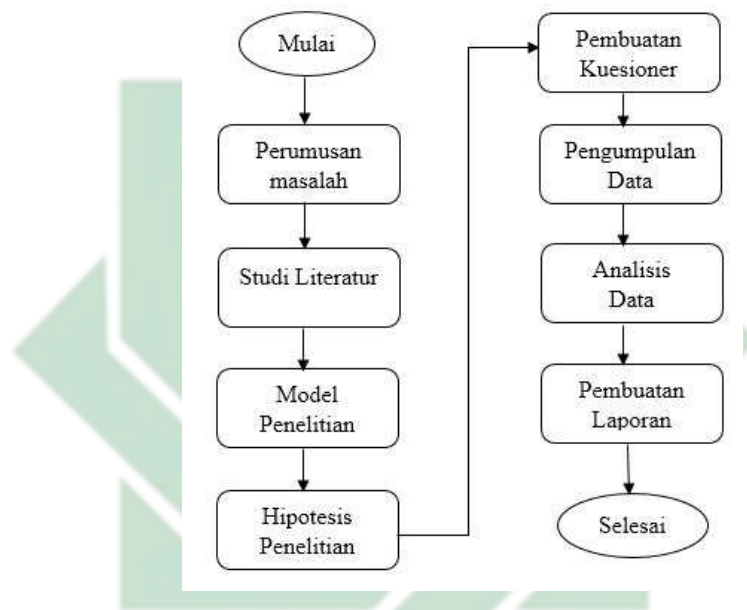 Mulai
Perumusan
masalah
Studi Literatur
Model
Penelitian
Hipotesis
Penelitian
Pembuatan
Kuesioner
Pengumpulan
Data
Analisis
Data
Pembuatan
Laporan
Selesai